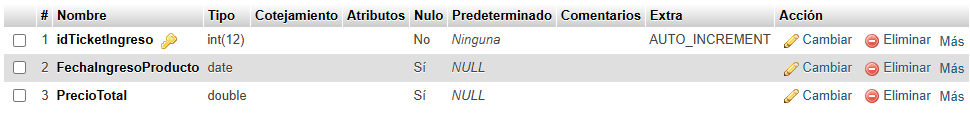 # Nombre Tipo Cotejamiento Atributos Nulo Predeterminado Comentarios Extra Acción
1 idTicketIngreso int(12) No Ninguna AUTO_INCREMENT Cambiar Eliminar Más
2 FechaIngresoProducto date Sí NULL Cambiar Eliminar Más
3 PrecioTotal double Sí NULL Cambiar Eliminar Más